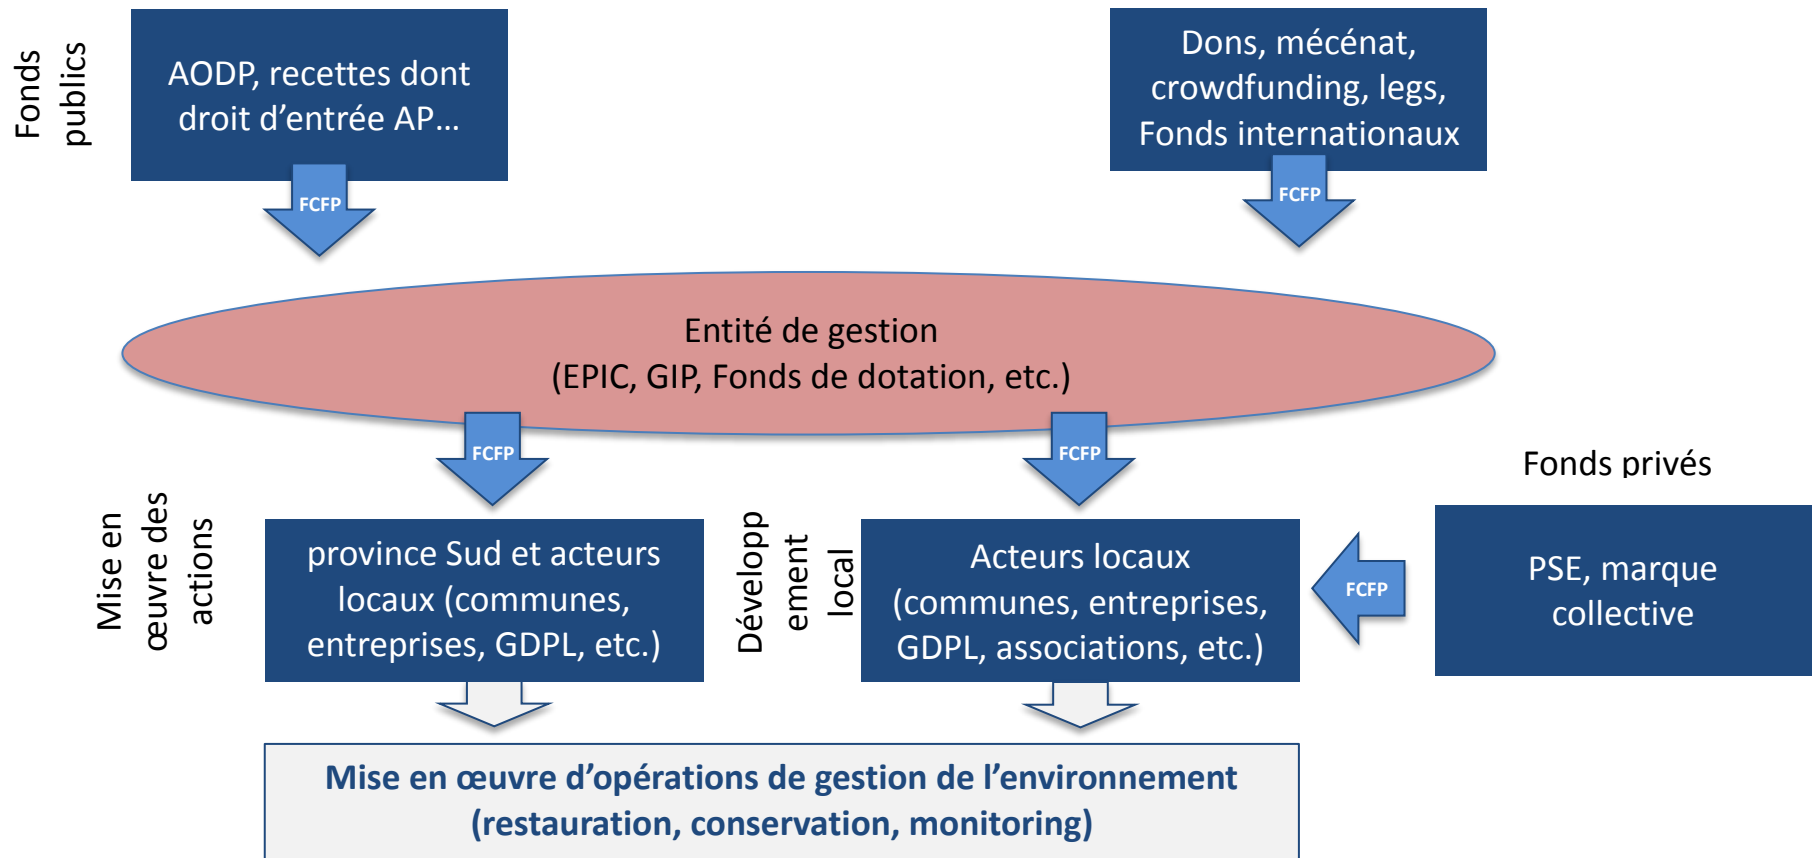 Fonds
publics
AODP, recettes dont
droit d’entrée AP…
Dons, mécénat,
crowdfunding, legs,
Fonds internationaux
FCFP
FCFP
Entité de gestion
(EPIC, GIP, Fonds de dotation, etc.)
FCFP
FCFP
Fonds privés
Mise en
œuvre des
actions
province Sud et acteurs
locaux (communes,
entreprises, GDPL, etc.)
Développ
ement
local
Acteurs locaux
(communes, entreprises,
GDPL, associations, etc.)
FCFP
PSE, marque
collective
Mise en œuvre d’opérations de gestion de l’environnement
(restauration, conservation, monitoring)